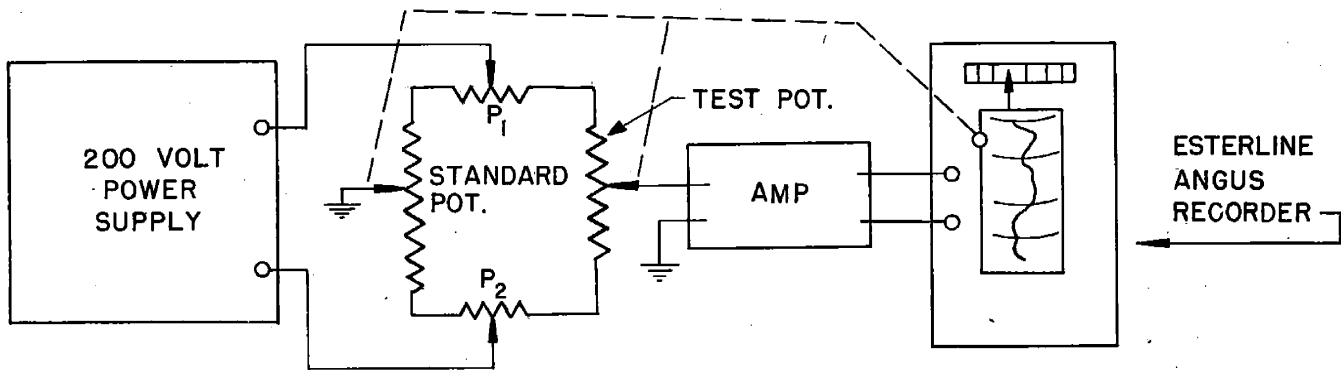 200 VOLT
POWER
SUPPLY
P1
STANDARD
POT.
P2
TEST POT.
AMP
ESTERLINE
ANGUS
RECORDER